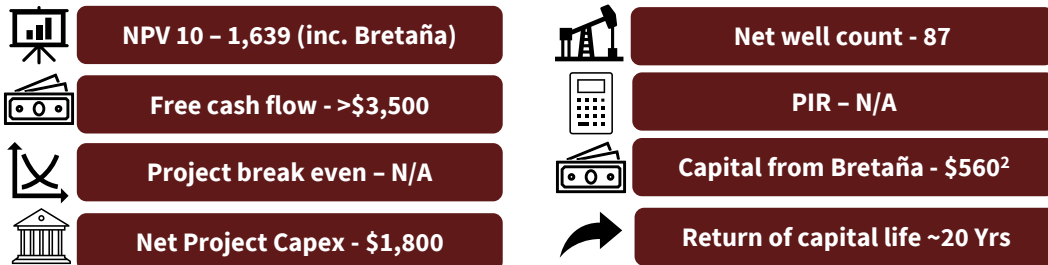 NPV 10 – 1,639 (inc. Bretaña)
Free cash flow - >$3,500
Project break even – N/A
Net Project Capex - $1,800
Net well count - 87
PIR – N/A
Capital from Bretaña - $560²
Return of capital life ~20 Yrs